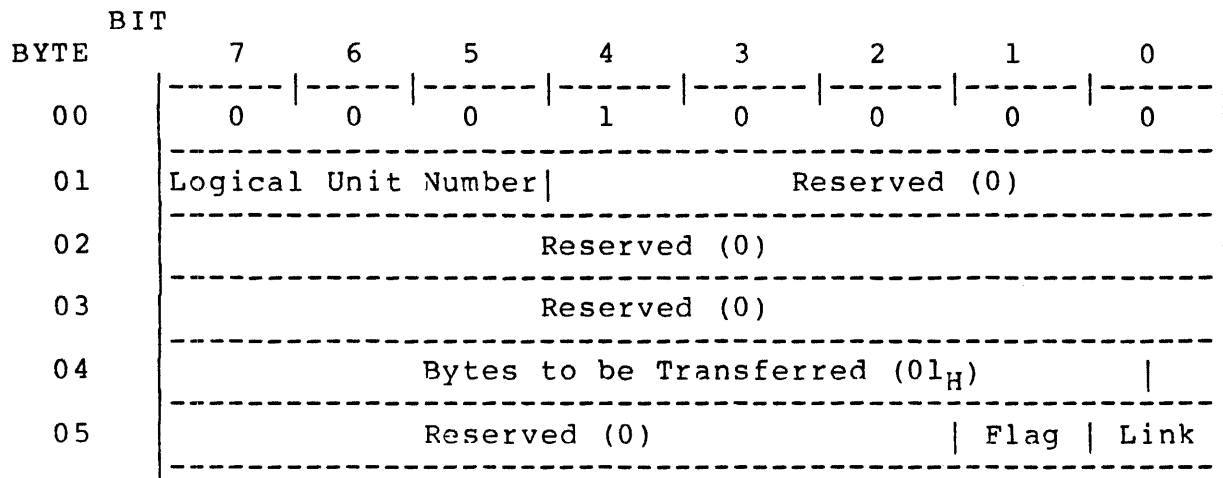 BIT
BYTE 7 6 5 4 3 2 1 0
|------|------|------|------|------|------|------|------
00 0 0 0 1 0 0 0 0
01 Logical Unit Number| Reserved (0)
02 Reserved (0)
03 Reserved (0)
04 Bytes to be Transferred (01H) |
05 Reserved (0) | Flag | Link